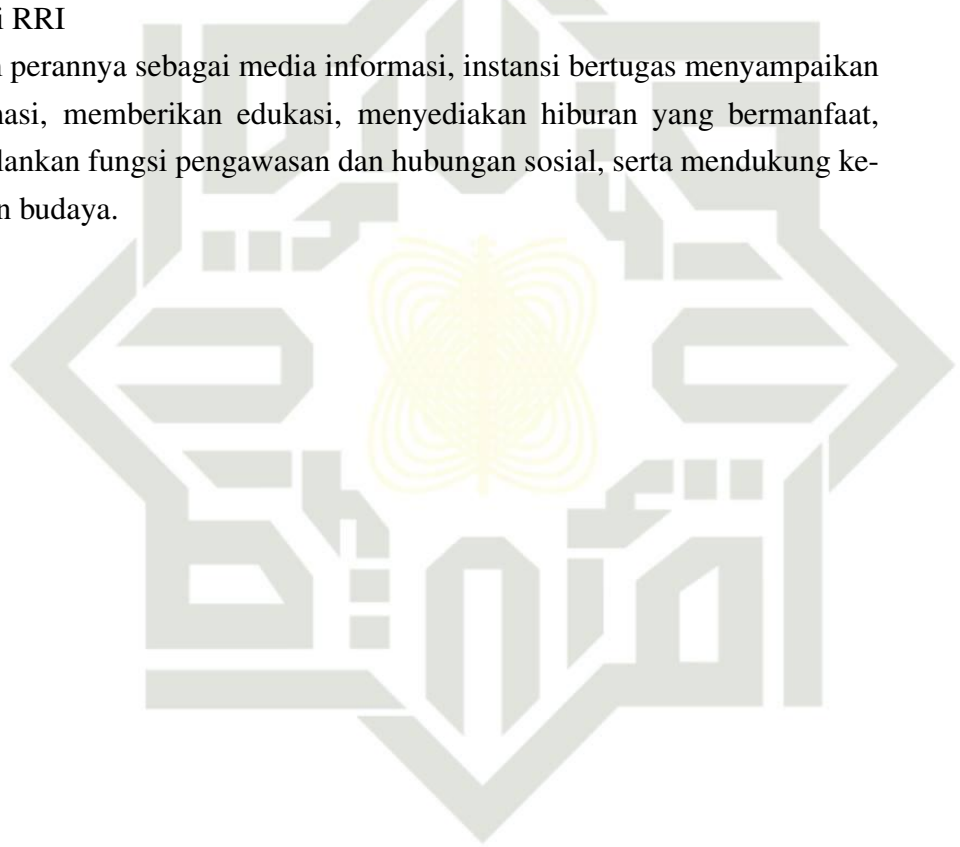 i RRI
perannya sebagai media informasi, instansi bertugas menyampaikan
nasi, memberikan edukasi, menyediakan hiburan yang bermanfaat,
lankan fungsi pengawasan dan hubungan sosial, serta mendukung ke-
n budaya.